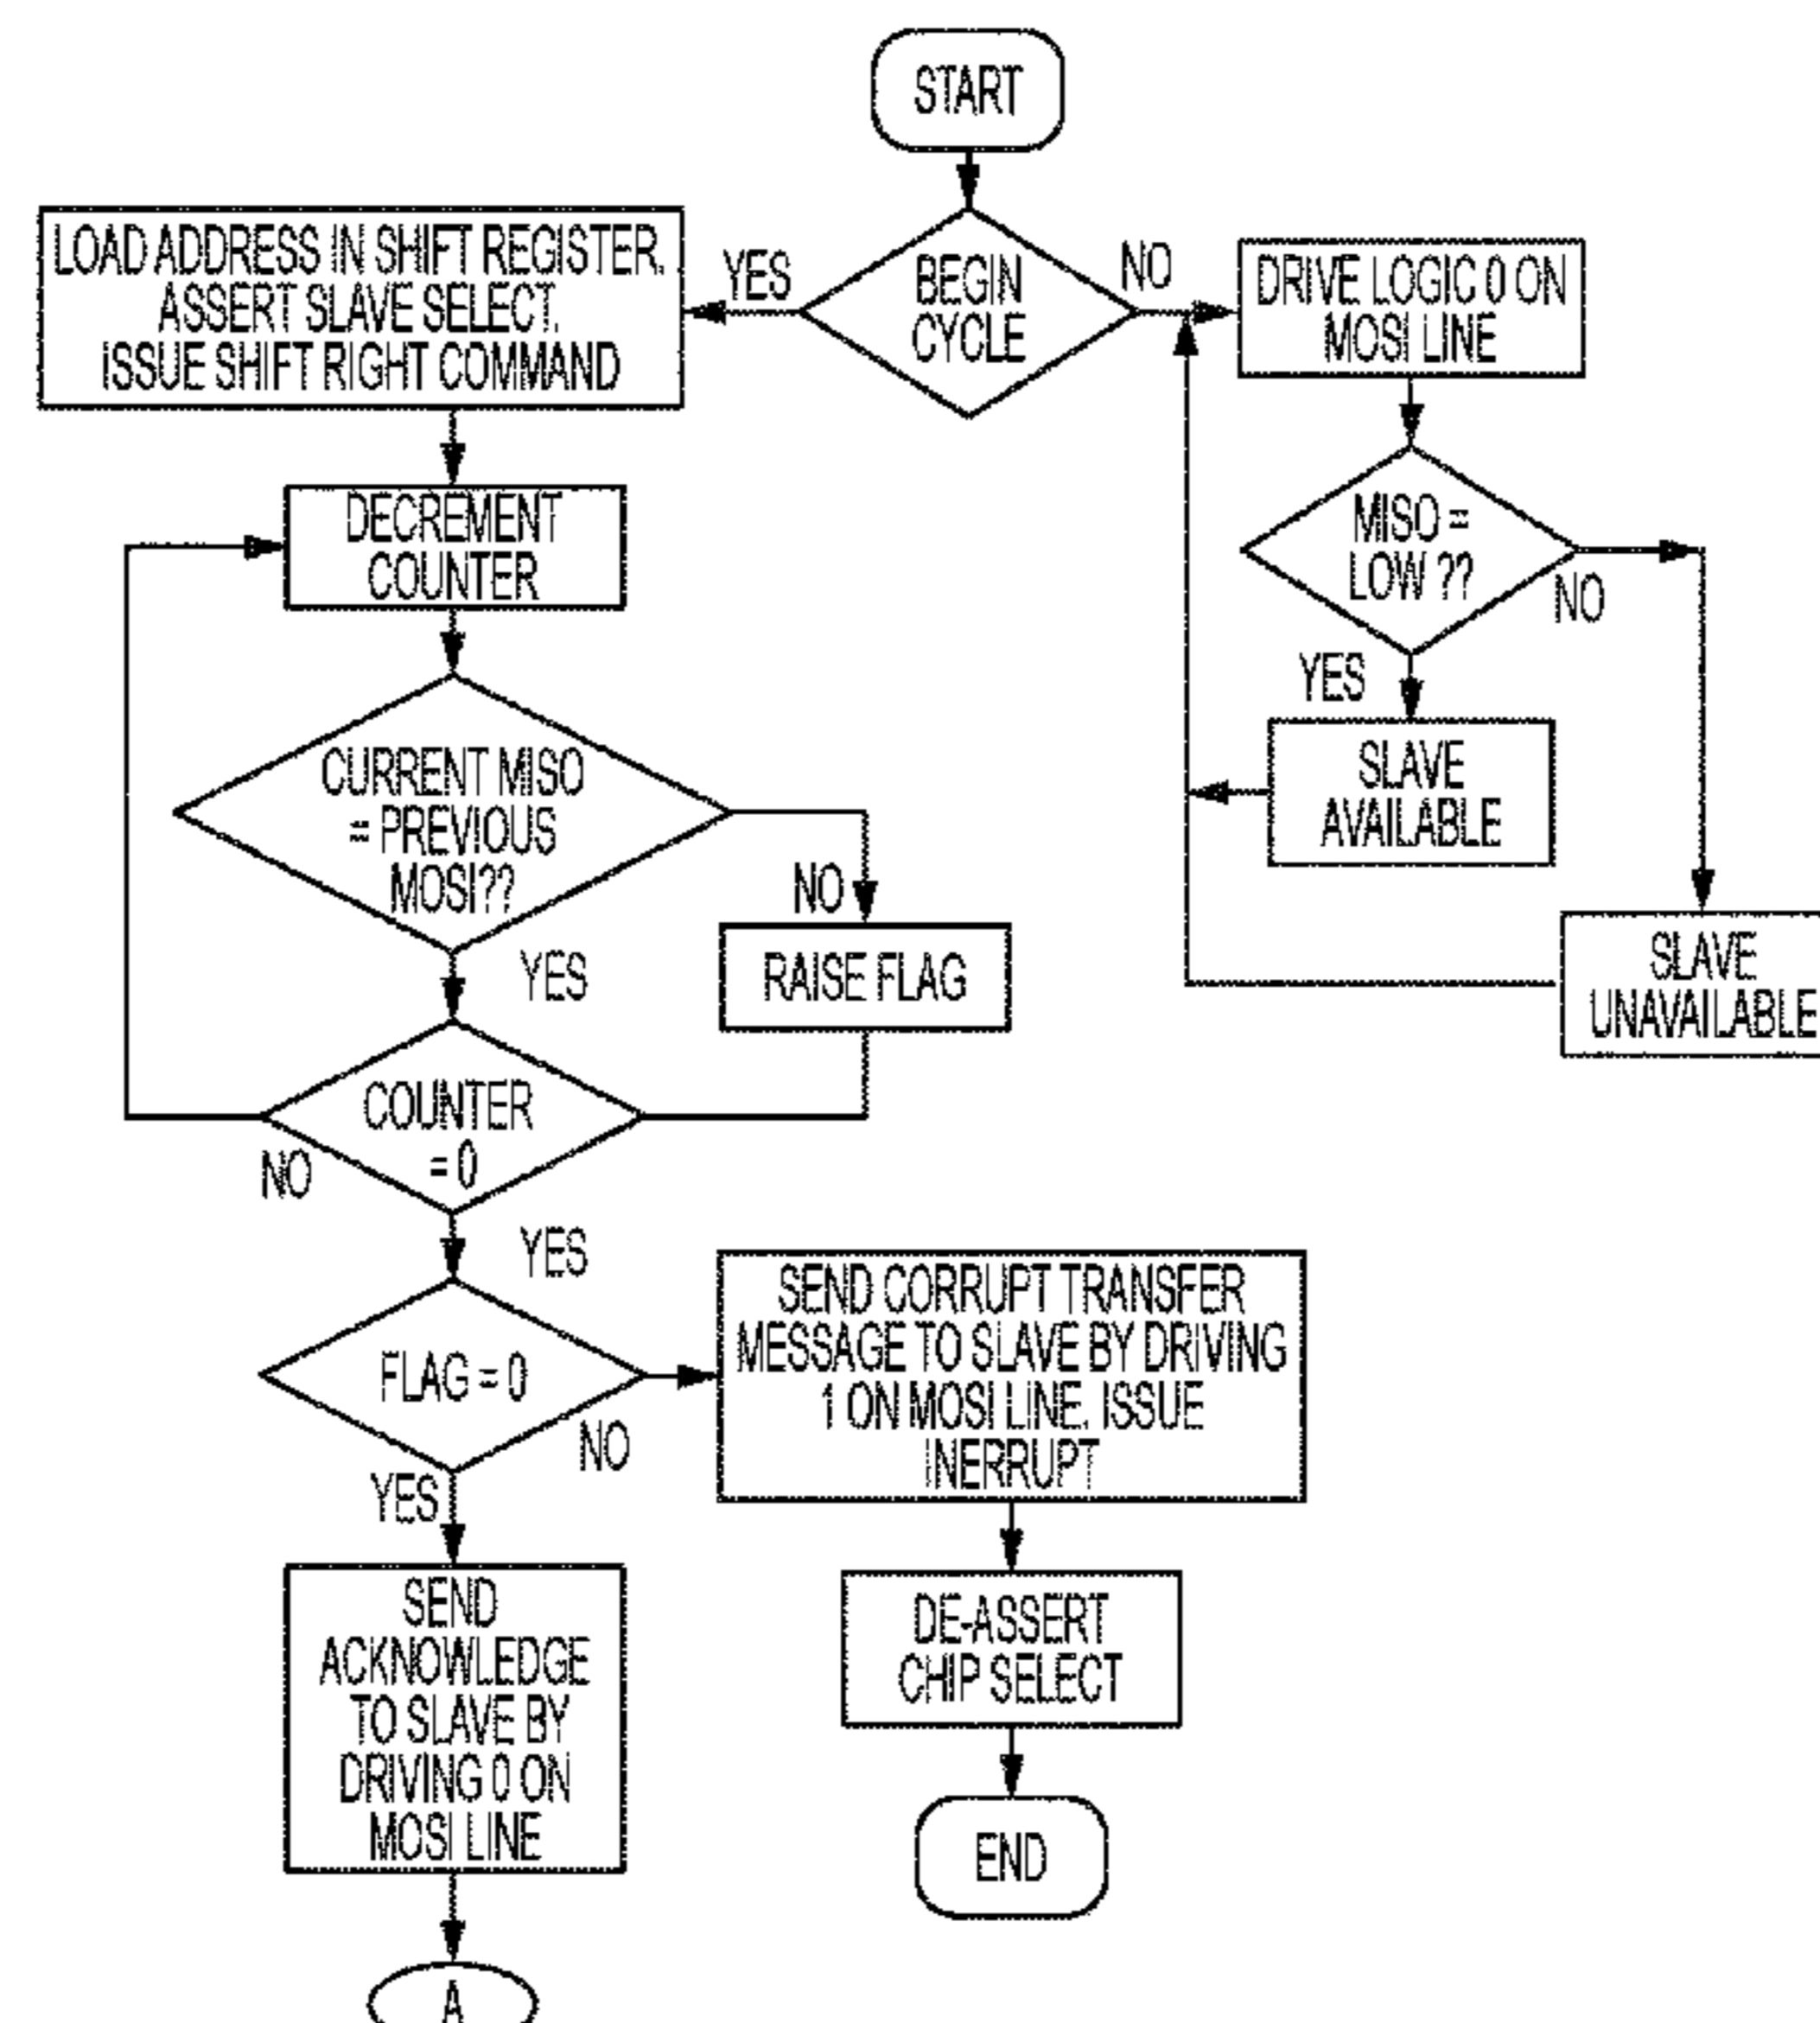 START
LOAD ADDRESS IN SHIFT REGISTER.
ASSERT SLAVE SELECT.
ISSUE SHIFT RIGHT COMMAND
YES
BEGIN
CYCLE
NO
DRIVE LOGIC 0 ON
MOSI LINE
DECREMENT
COUNTER
MISO =
LOW ??
NO
YES
SLAVE
AVAILABLE
SLAVE
UNAVAILABLE
CURRENT MISO
= PREVIOUS
MOSI??
NO
RAISE FLAG
YES
COUNTER
= 0
NO
YES
FLAG = 0
NO
SEND CORRUPT TRANSFER
MESSAGE TO SLAVE BY DRIVING
1 ON MOSI LINE. ISSUE
INERRUPT
YES
SEND
ACKNOWLEDGE
TO SLAVE BY
DRIVING 0 ON
MOSI LINE
DE-ASSERT
CHIP SELECT
END
A